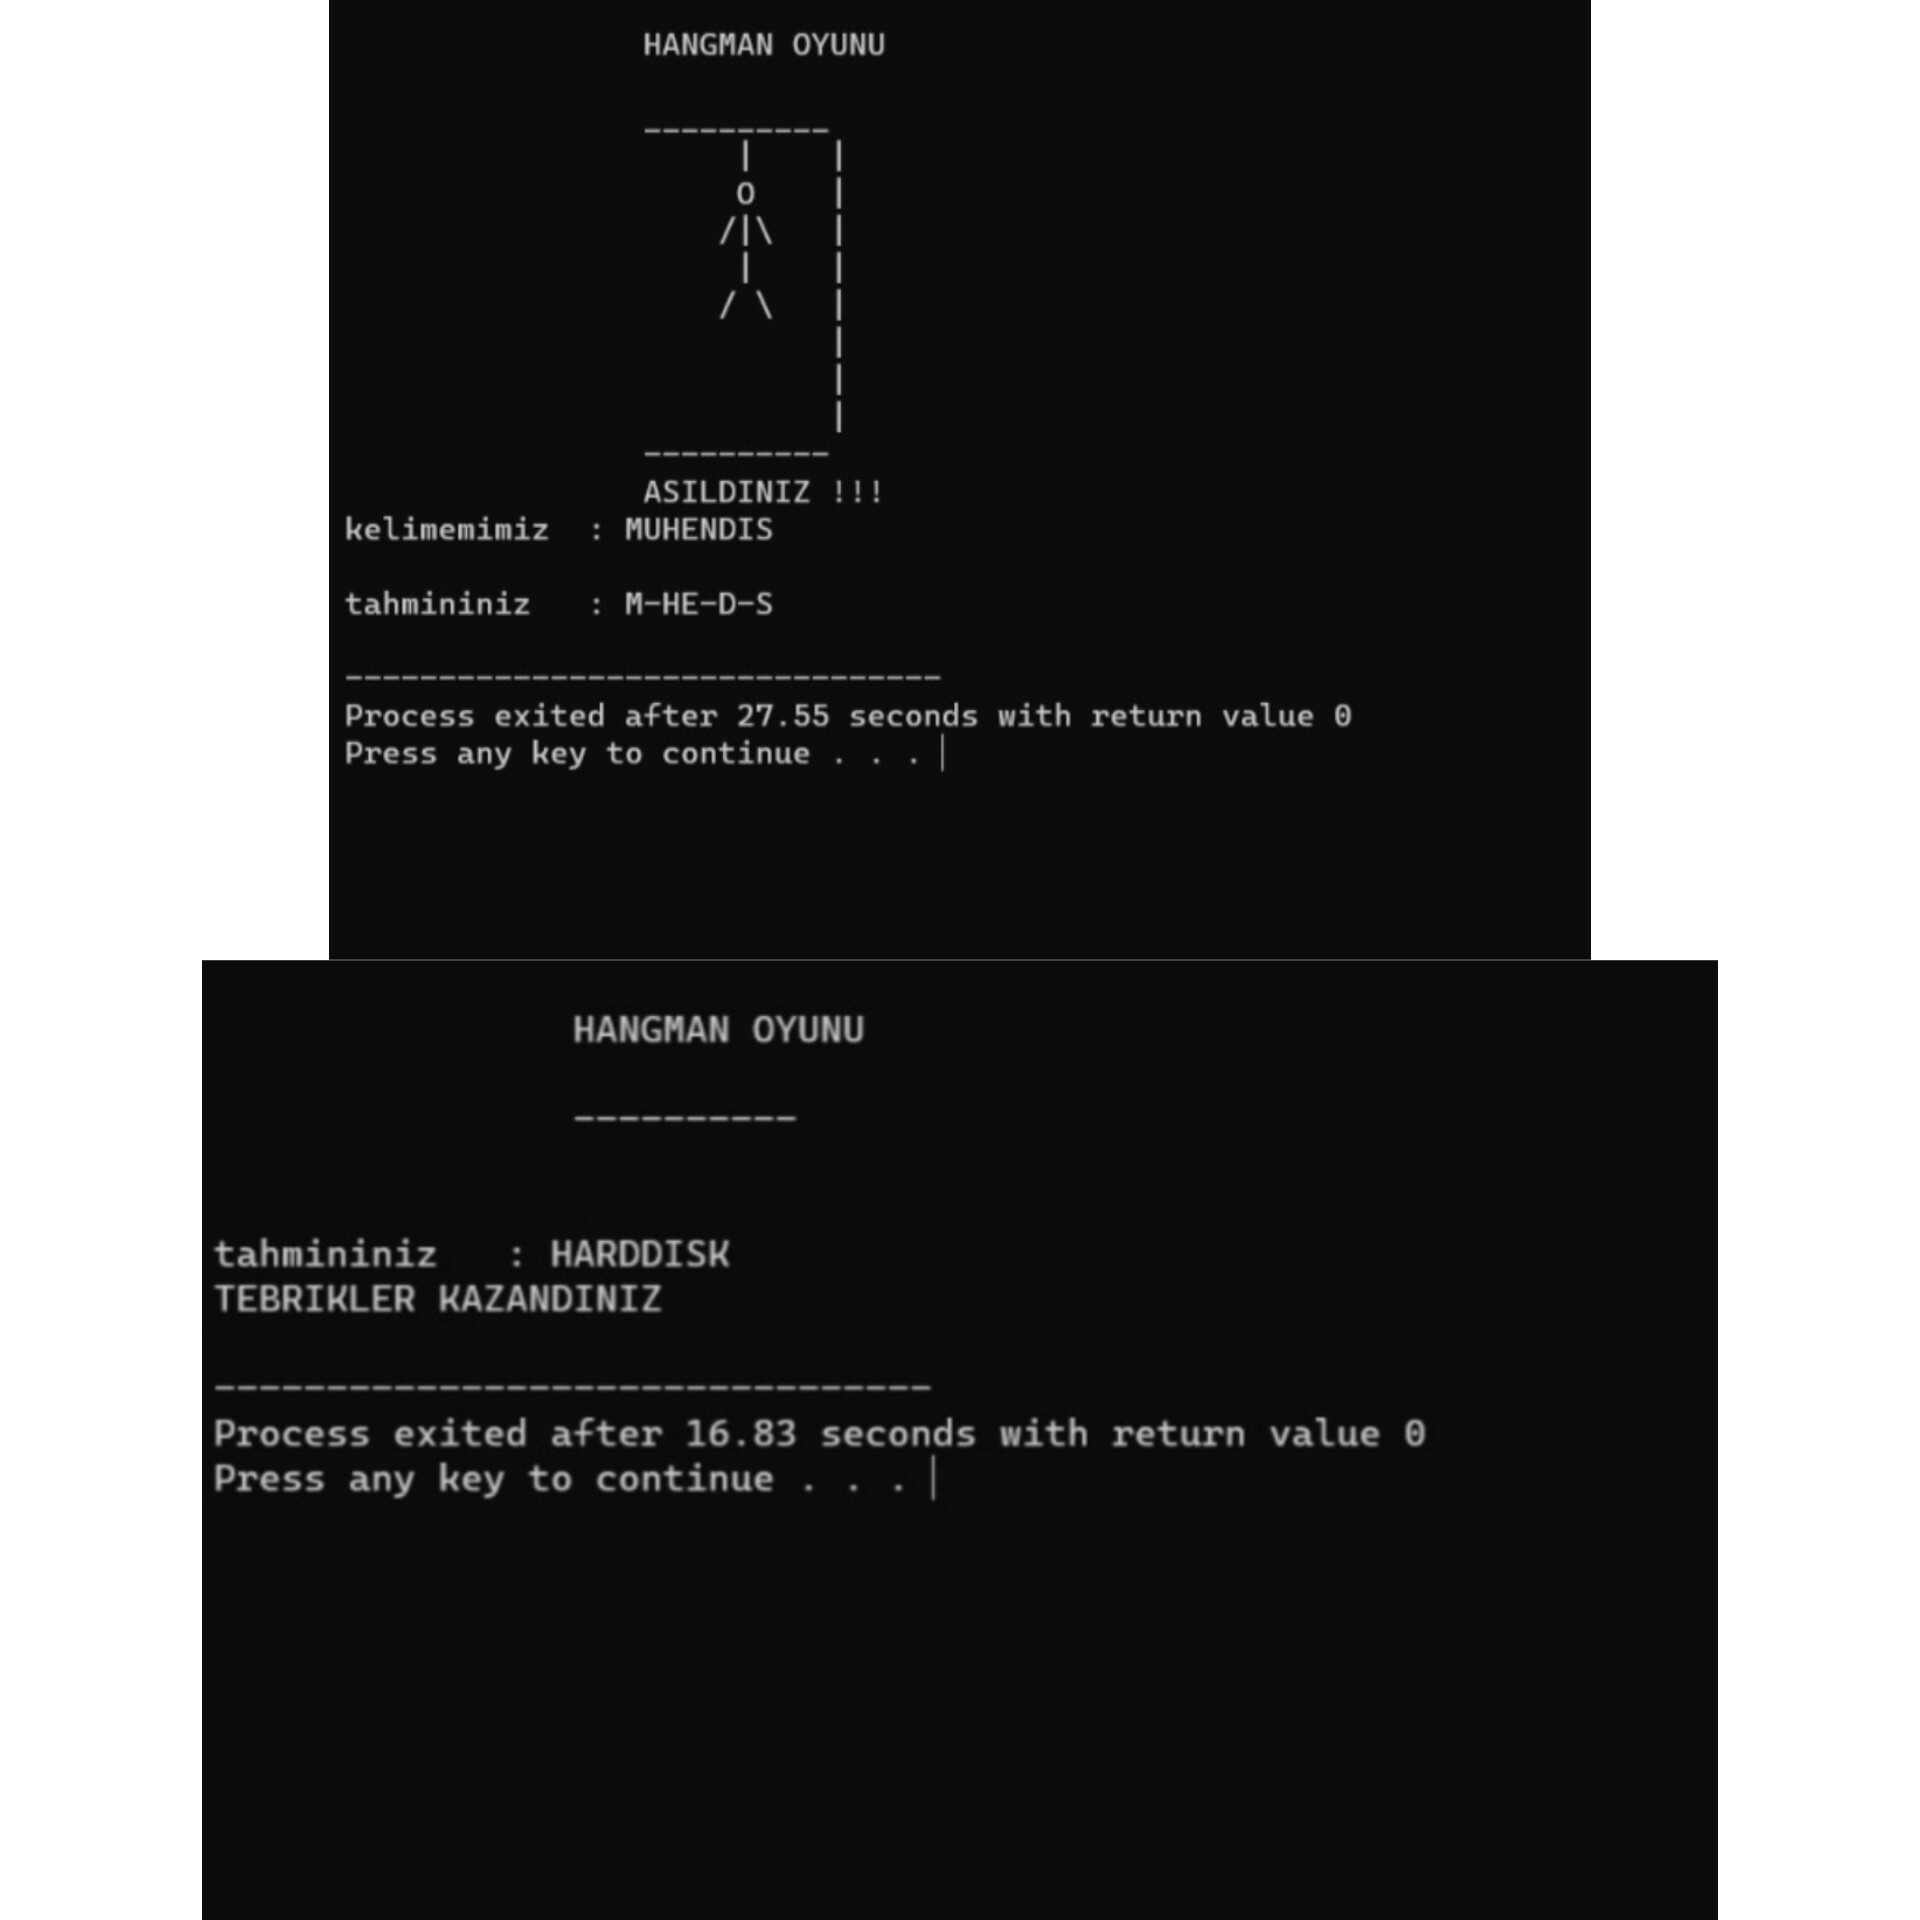 HANGMAN OYUNU
----------
|    |
o    |
/|\   |
|    |
/ \   |
|
|
|
----------
ASILDINIZ !!!
kelimemimiz  : MUHENDIS
tahmininiz   : M-HE-D-S
--------------------------------
Process exited after 27.55 seconds with return value 0
Press any key to continue . . .
HANGMAN OYUNU
----------
tahmininiz   : HARDDISK
TEBRIKLER KAZANDINIZ
--------------------------------
Process exited after 16.83 seconds with return value 0
Press any key to continue . . .